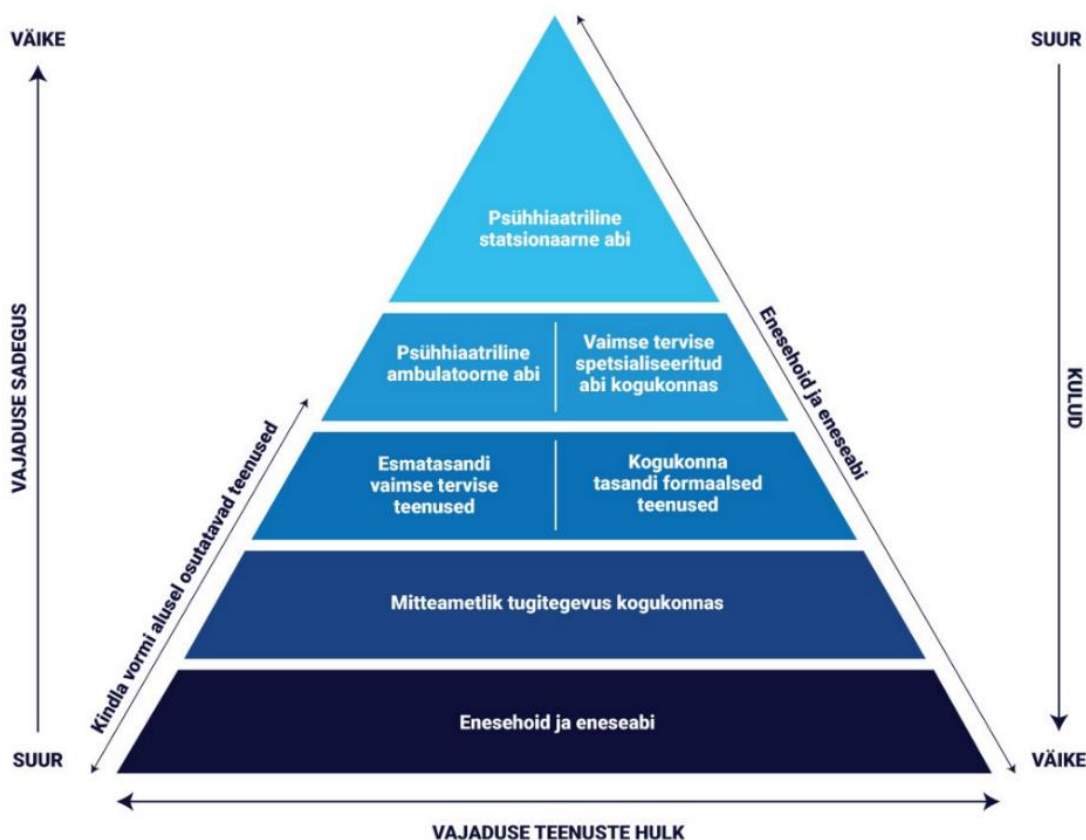 VÄIKE
SUUR
Psühhiaatriline
statsionaarne abi
Psühhiaatriline
ambulatoorne abi
Vaimse tervise
spetsialiseeritud
abi kogukonnas
Esmatasandi
vaimse tervise
teenused
Kogukonna
tasandi formaalsed
teenused
Mitteametlik tugitegevus kogukonnas
Enesehoid ja eneseabi
VAJADUSE SADEGUS
Kindla vormi alusel osutatavad teenused
Enesehoid ja eneseabi
KULUD
SUUR
VÄIKE
VAJADUSE TEENUSTE HULK